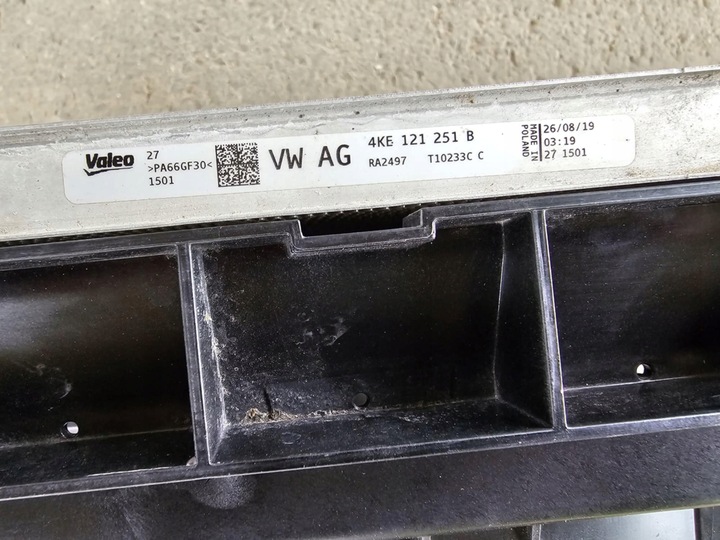 Valeo
27
>PA66GF30<
1501
VW AG
4KE 121 251 B
RA2497 T10233C C
MADE IN
POLAND
26/08/19
03:19
27 1501